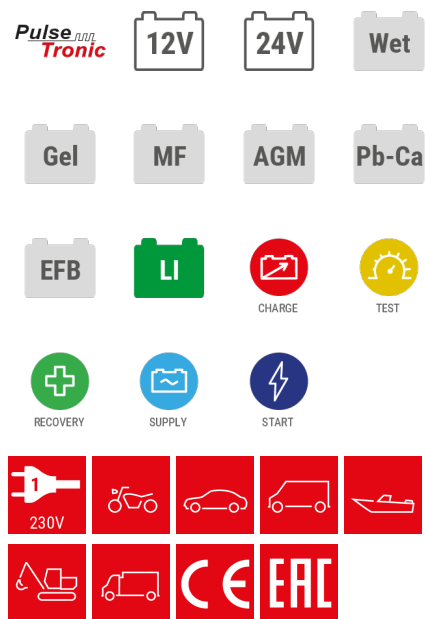 Pulse
Tronic
12V
24V
Wet
Gel
MF
AGM
Pb-Ca
EFB
LI
CHARGE
TEST
RECOVERY
SUPPLY
START
1
230V
CE
EAC